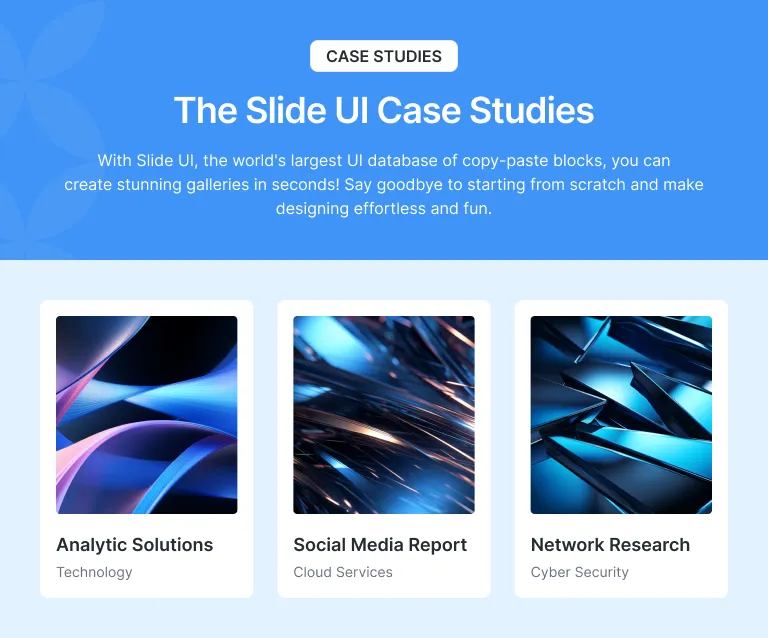 CASE STUDIES
The Slide UI Case Studies
With Slide UI, the world's largest UI database of copy-paste blocks, you can
create stunning galleries in seconds! Say goodbye to starting from scratch and make
designing effortless and fun.
Analytic Solutions
Technology
Social Media Report
Cloud Services
Network Research
Cyber Security